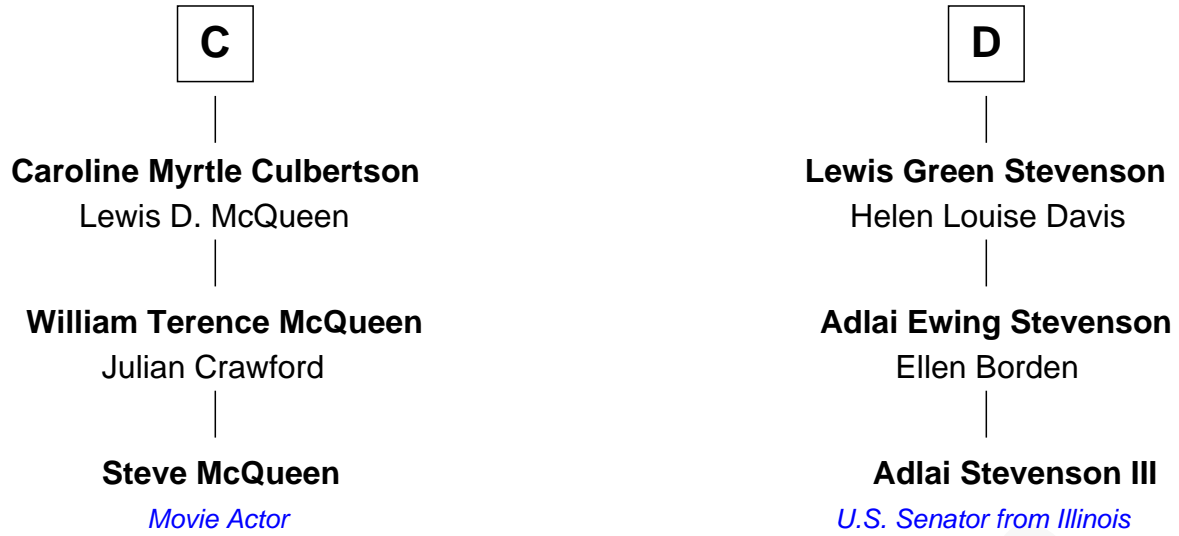 C
Caroline Myrtle Culbertson
Lewis D. McQueen
William Terence McQueen
Julian Crawford
Steve McQueen
Movie Actor
D
Lewis Green Stevenson
Helen Louise Davis
Adlai Ewing Stevenson
Ellen Borden
Adlai Stevenson III
U.S. Senator from Illinois